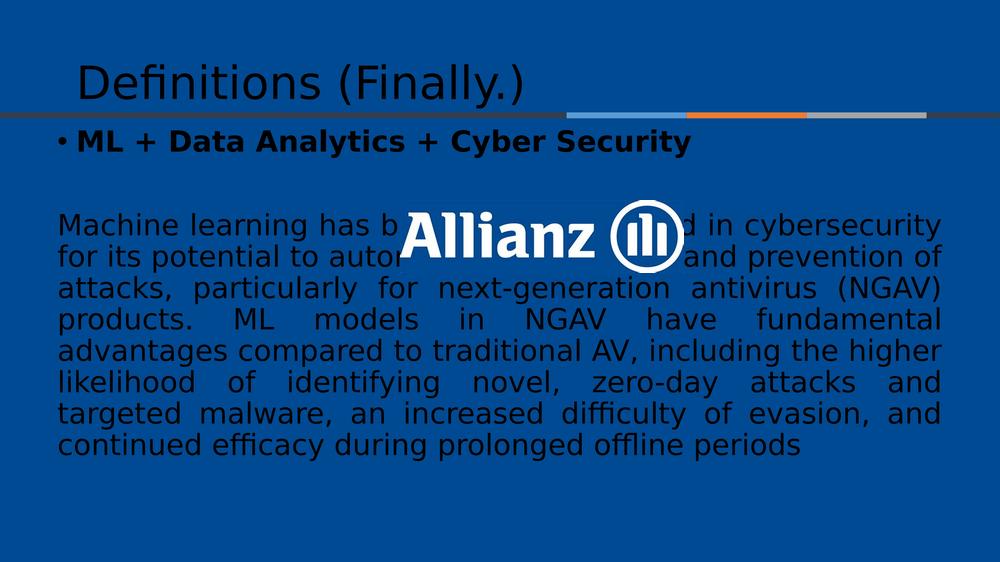 Definitions (Finally.)
• ML + Data Analytics + Cyber Security
Machine learning has b Allianz d in cybersecurity
for its potential to autor and prevention of
attacks, particularly for next-generation antivirus (NGAV)
products. ML models in NGAV have fundamental
advantages compared to traditional AV, including the higher
likelihood of identifying novel, zero-day attacks and
targeted malware, an increased difficulty of evasion, and
continued efficacy during prolonged offline periods